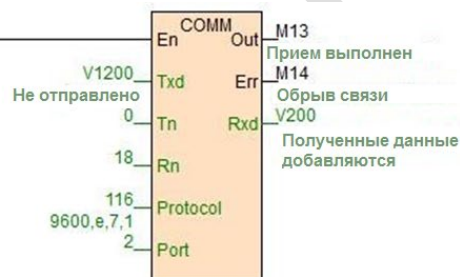 COMM
En Out M13
Прием выполнен
V1200 Txd Err M14
Не отправлено Обрыв связи
0 Tn Rxd V200
Полученные данные
добавляются
18 Rn
116 Protocol
9600,e,7,1
2 Port